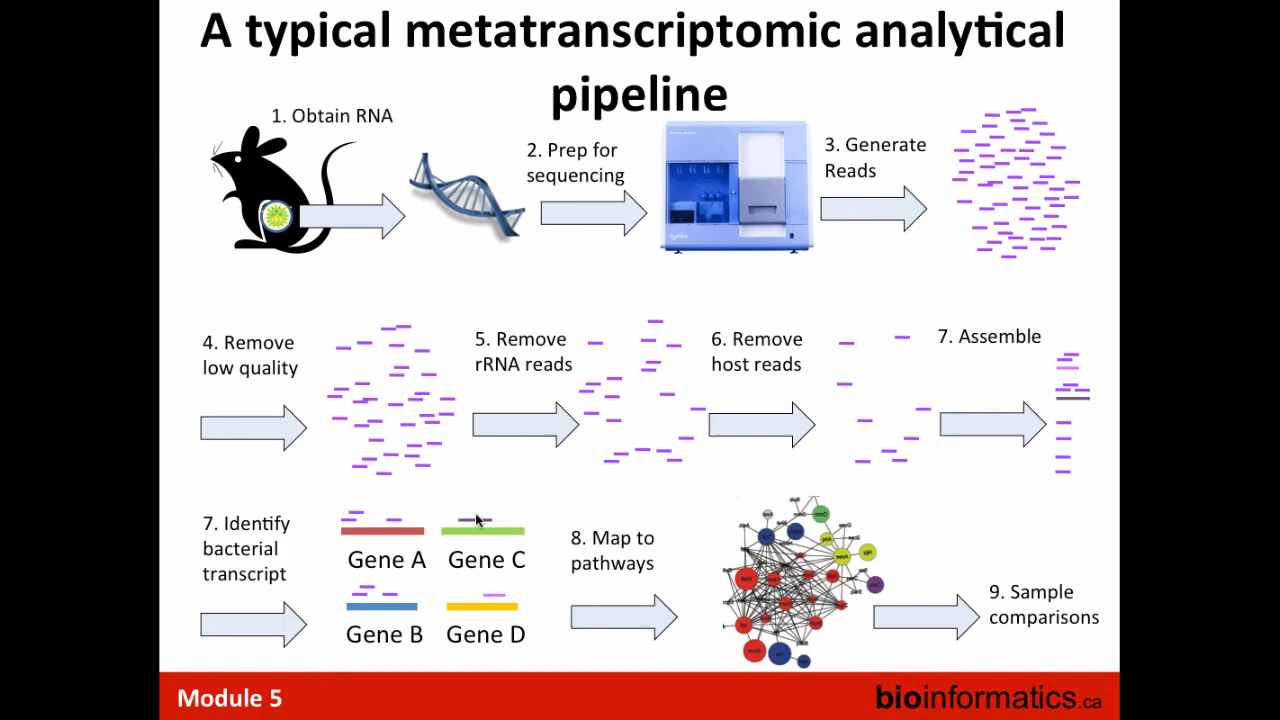 A typical metatranscriptomic analytical
pipeline
1. Obtain RNA
2. Prep for
sequencing
3. Generate
Reads
4. Remove
low quality
5. Remove
rRNA reads
6. Remove
host reads
7. Assemble
7. Identify
bacterial
transcript
Gene A
Gene C
Gene B
Gene D
8. Map to
pathways
9. Sample
comparisons
Module 5
bioinformatics.ca